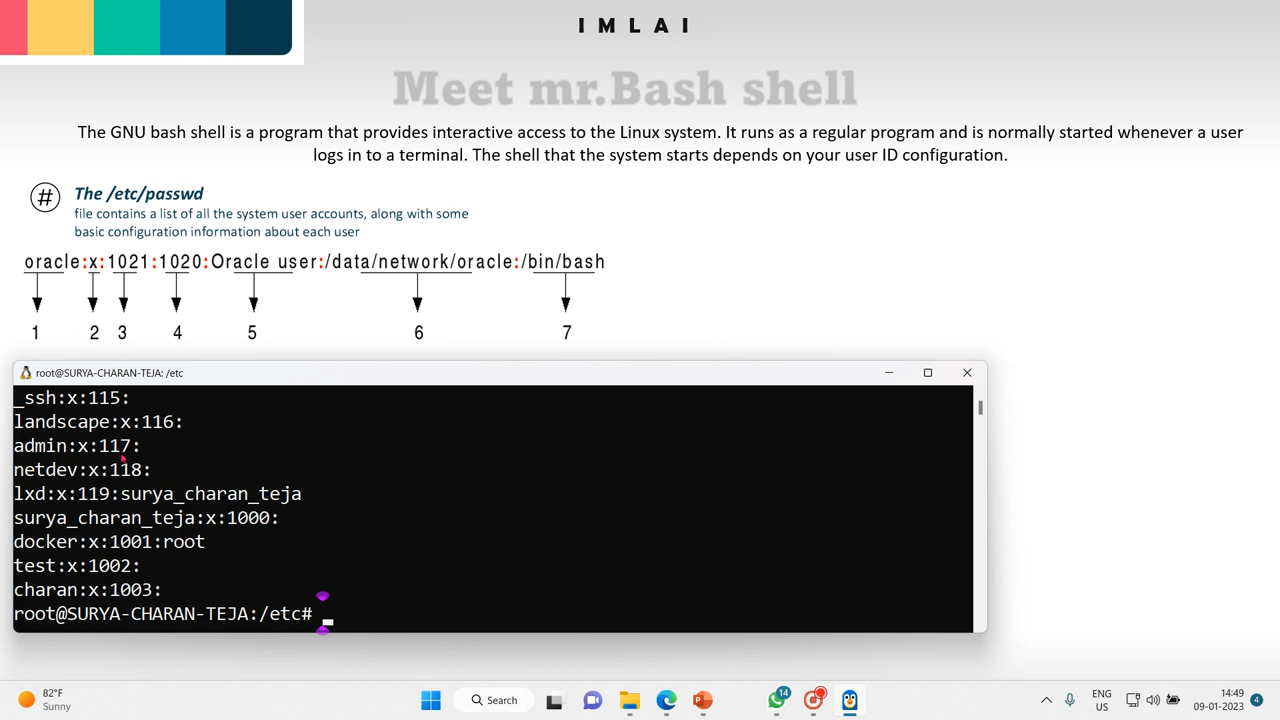 IMLAI
Meet mr.Bash shell
The GNU bash shell is a program that provides interactive access to the Linux system. It runs as a regular program and is normally started whenever a user
logs in to a terminal. The shell that the system starts depends on your user ID configuration.
#
The /etc/passwd
file contains a list of all the system user accounts, along with some
basic configuration information about each user
oracle:x:1021:1020:Oracle user:/data/network/oracle:/bin/bash
1 2 3 4 5 6 7
root@SURYA-CHARAN-TEJA: /etc
_ssh:x:115:
landscape:x:116:
admin:x:117:
netdev:x:118:
lxd:x:119:surya_charan_teja
surya_charan_teja:x:1000:
docker:x:1001:root
test:x:1002:
charan:x:1003:
root@SURYA-CHARAN-TEJA:/etc#
82°F
Sunny
Search
14
ENG
US
14:49
09-01-2023
4